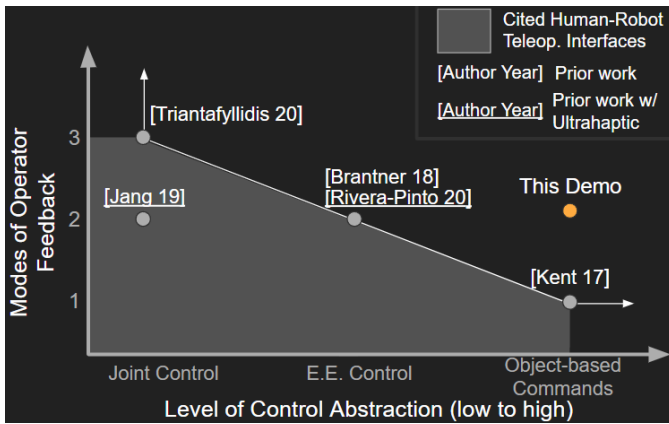 Cited Human-Robot
Teleop. Interfaces
[Author Year] Prior work
[Author Year] Prior work w/
Ultrahaptic
Modes of Operator
Feedback
3
2
1
[Triantafyllidis 20]
[Jang 19]
[Brantner 18]
[Rivera-Pinto 20]
This Demo
[Kent 17]
Joint Control
E.E. Control
Object-based
Commands
Level of Control Abstraction (low to high)